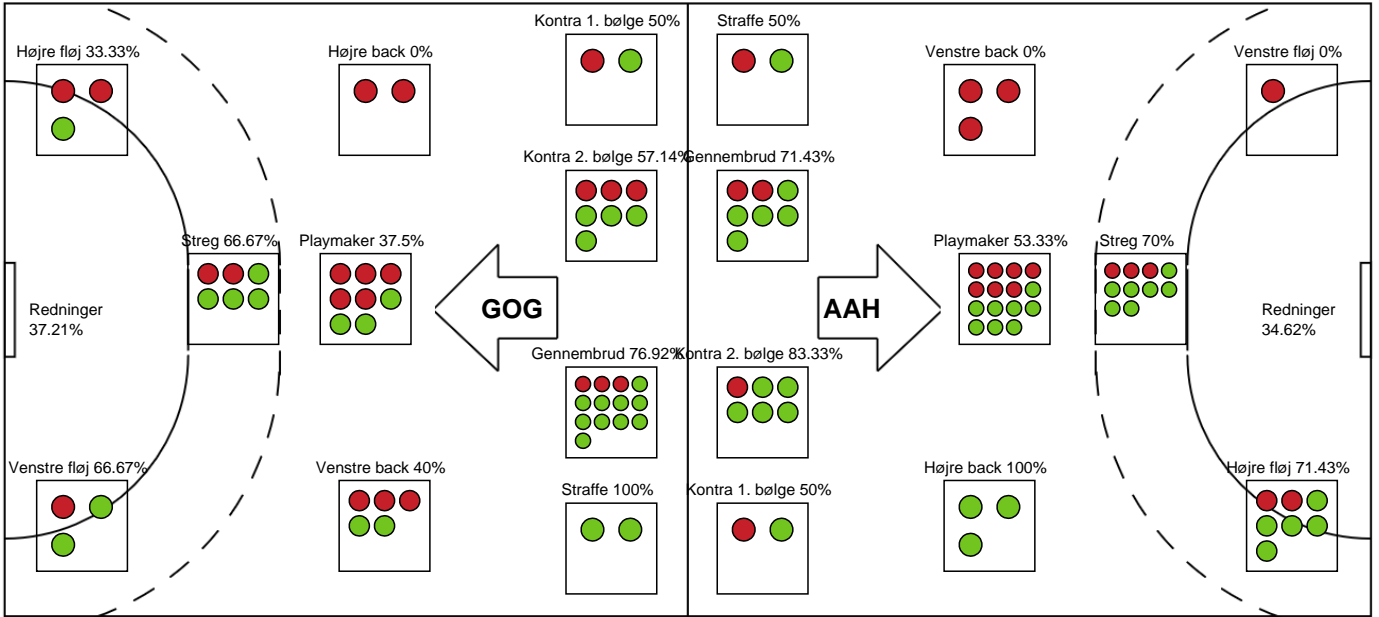 Kontra 1. bølge 50%
Straffe 50%
Højre fløj 33.33%
Højre back 0%
Venstre back 0%
Venstre fløj 0%
Kontra 2. bølge 57.14%
Gennembrud 71.43%
Streg 66.67%
Playmaker 37.5%
Playmaker 53.33%
Streg 70%
Redninger
37.21%
GOG
AAH
Redninger
34.62%
Gennembrud 76.92%
Kontra 2. bølge 83.33%
Venstre fløj 66.67%
Venstre back 40%
Højre back 100%
Højre fløj 71.43%
Straffe 100%
Kontra 1. bølge 50%